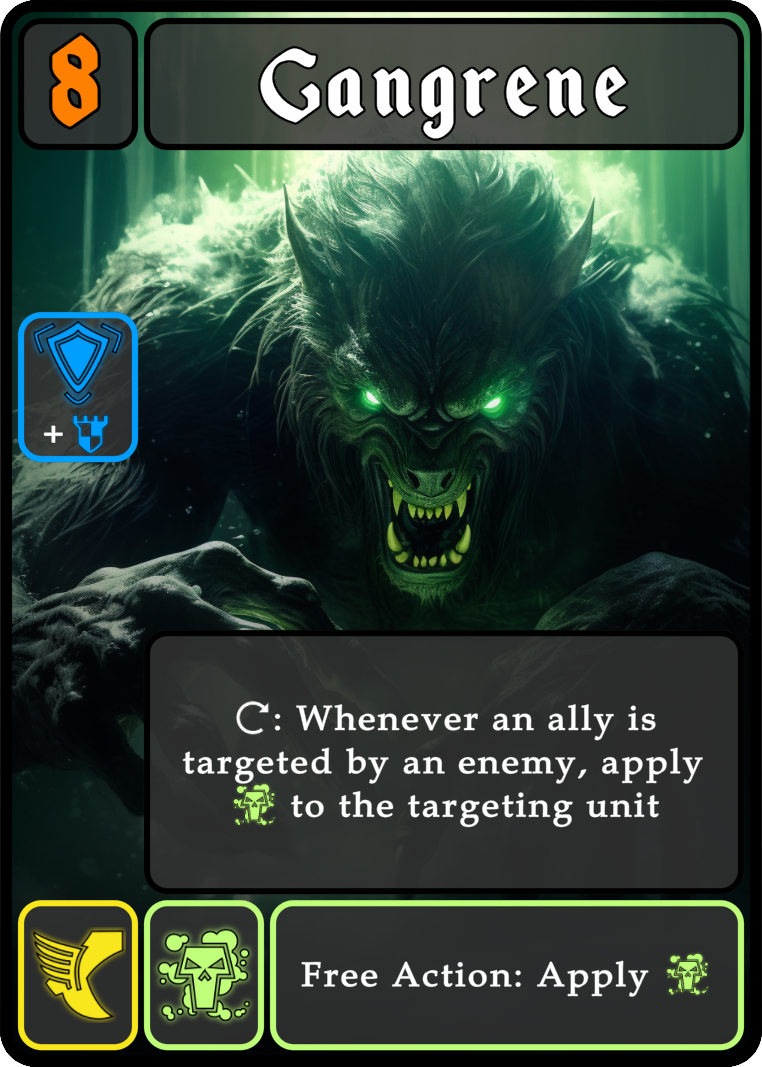 8
Gangrene
+
: Whenever an ally is
targeted by an enemy, apply
to the targeting unit
Free Action: Apply